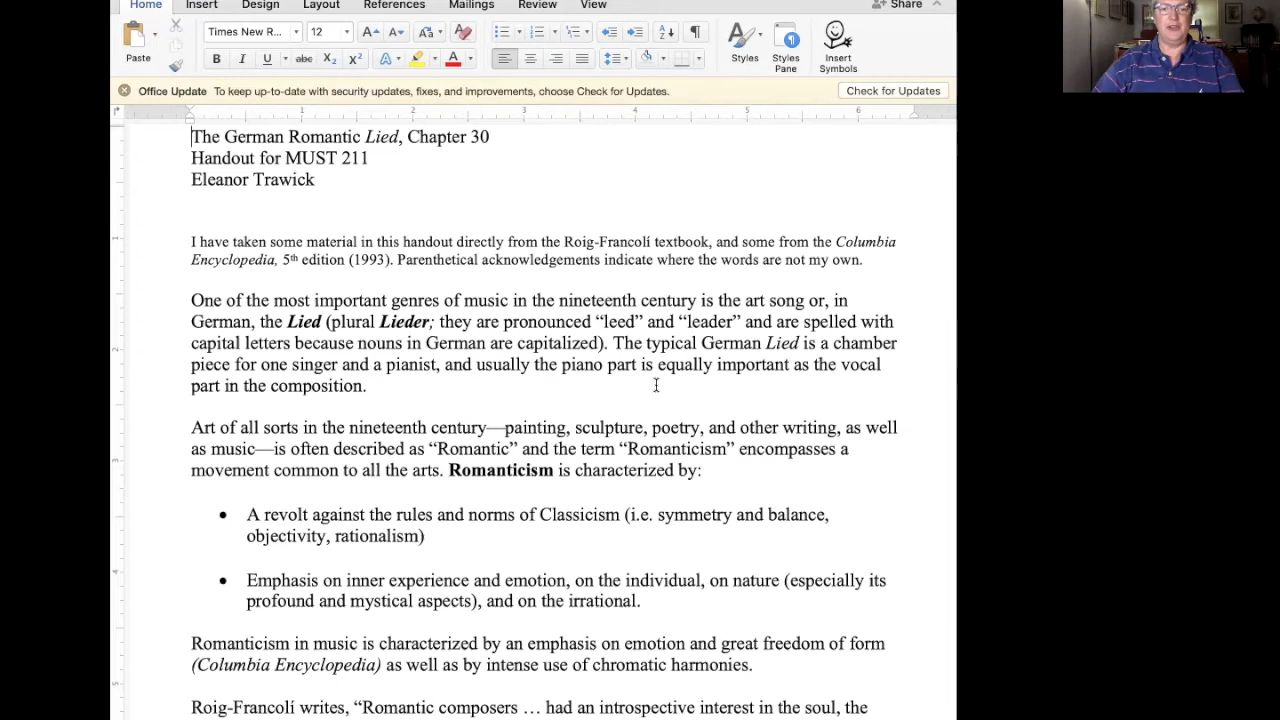 Home Insert Design Layout References Mailings Review View Share
Times New R... 12
Paste
B I U abc X2 X2 A A
Styles Styles Pane Insert Symbols
Office Update To keep up-to-date with security updates, fixes, and improvements, choose Check for Updates. Check for Updates
1 2 3 4 5 6
The German Romantic Lied, Chapter 30
Handout for MUST 211
Eleanor Trawick
I have taken some material in this handout directly from the Roig-Francolí textbook, and some from the Columbia
Encyclopedia, 5th edition (1993). Parenthetical acknowledgements indicate where the words are not my own.
One of the most important genres of music in the nineteenth century is the art song or, in
German, the Lied (plural Lieder; they are pronounced “leed” and “leader” and are spelled with
capital letters because nouns in German are capitalized). The typical German Lied is a chamber
piece for one singer and a pianist, and usually the piano part is equally important as the vocal
part in the composition.
Art of all sorts in the nineteenth century—painting, sculpture, poetry, and other writing, as well
as music—is often described as “Romantic” and the term “Romanticism” encompasses a
movement common to all the arts. Romanticism is characterized by:
• A revolt against the rules and norms of Classicism (i.e. symmetry and balance,
objectivity, rationalism)
• Emphasis on inner experience and emotion, on the individual, on nature (especially its
profound and mystical aspects), and on the irrational.
Romanticism in music is characterized by an emphasis on emotion and great freedom of form
(Columbia Encyclopedia) as well as by intense use of chromatic harmonies.
Roig-Francolí writes, “Romantic composers … had an introspective interest in the soul, the